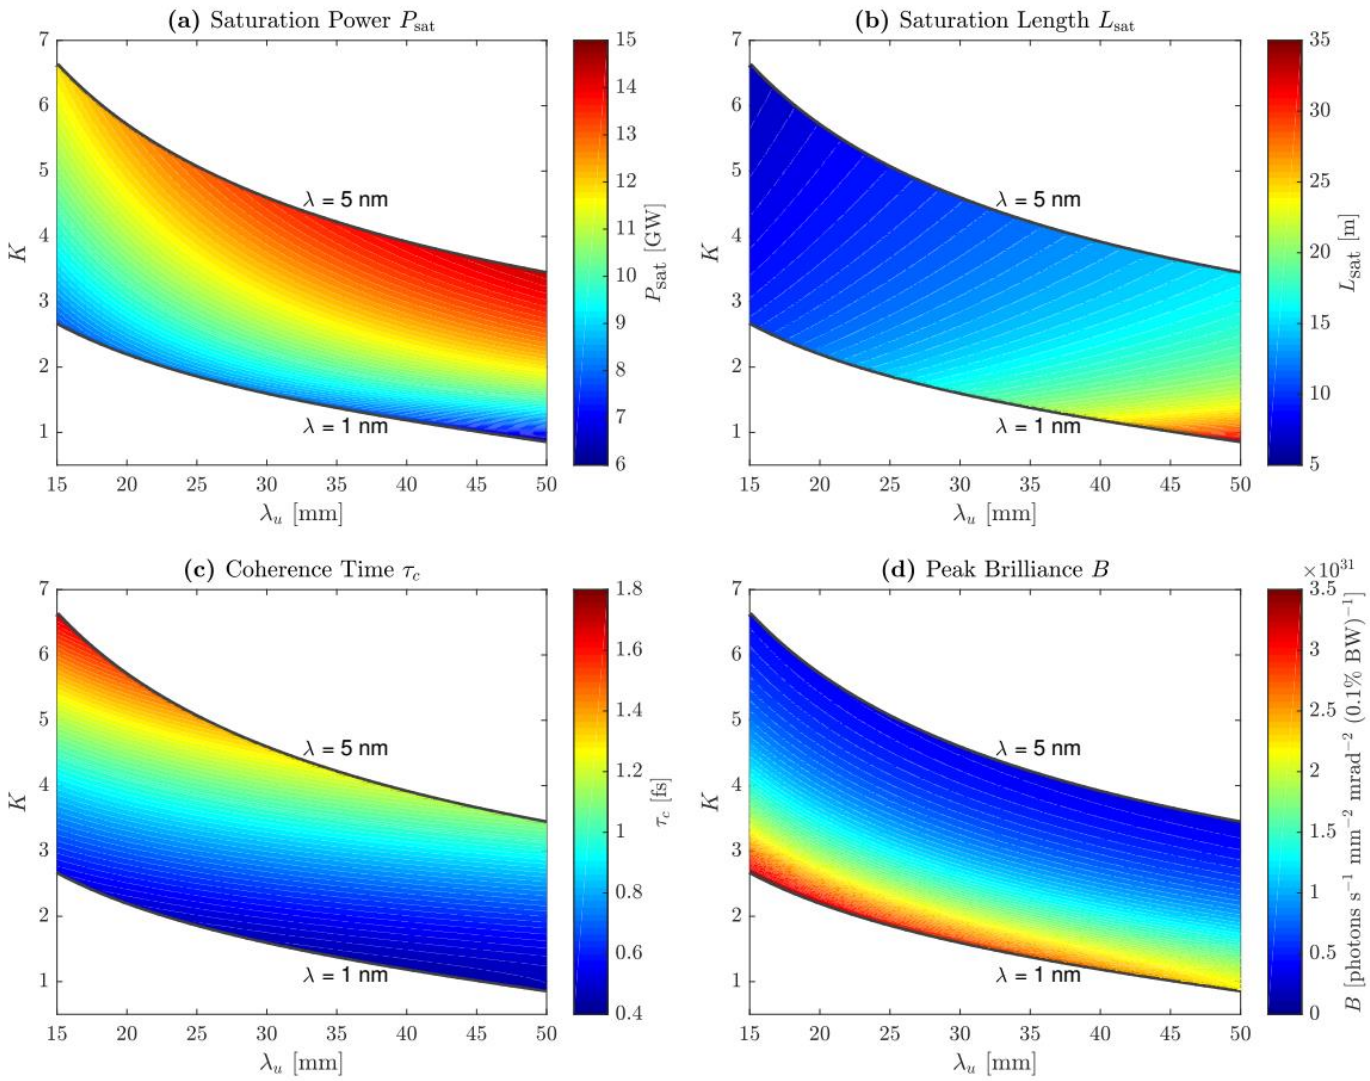 (a) Saturation Power P_sat
7
6
5
4
3
2
1
K
15 20 25 30 35 40 45 50
λ_u [mm]
λ = 5 nm
λ = 1 nm
15
14
13
12
11
10
9
8
7
6
P_sat [GW]
(b) Saturation Length L_sat
7
6
5
4
3
2
1
K
15 20 25 30 35 40 45 50
λ_u [mm]
λ = 5 nm
λ = 1 nm
35
30
25
20
15
10
5
L_sat [m]
(c) Coherence Time τ_c
7
6
5
4
3
2
1
K
15 20 25 30 35 40 45 50
λ_u [mm]
λ = 5 nm
λ = 1 nm
1.8
1.6
1.4
1.2
1
0.8
0.6
0.4
τ_c [fs]
(d) Peak Brilliance B
7
6
5
4
3
2
1
K
15 20 25 30 35 40 45 50
λ_u [mm]
λ = 5 nm
λ = 1 nm
×10^31
3.5
3
2.5
2
1.5
1
0.5
0
B [photons s^−1 mm^−2 mrad^−2 (0.1% BW)^−1]